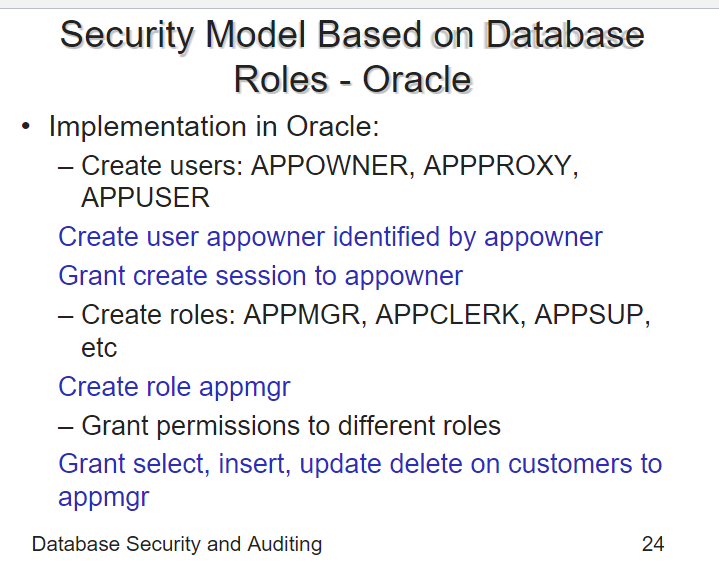 Security Model Based on Database
Roles - Oracle
• Implementation in Oracle:
– Create users: APPOWNER, APPPROXY,
APPUSER
Create user appowner identified by appowner
Grant create session to appowner
– Create roles: APPMGR, APPCLERK, APPSUP,
etc
Create role appmgr
– Grant permissions to different roles
Grant select, insert, update delete on customers to
appmgr
Database Security and Auditing 24